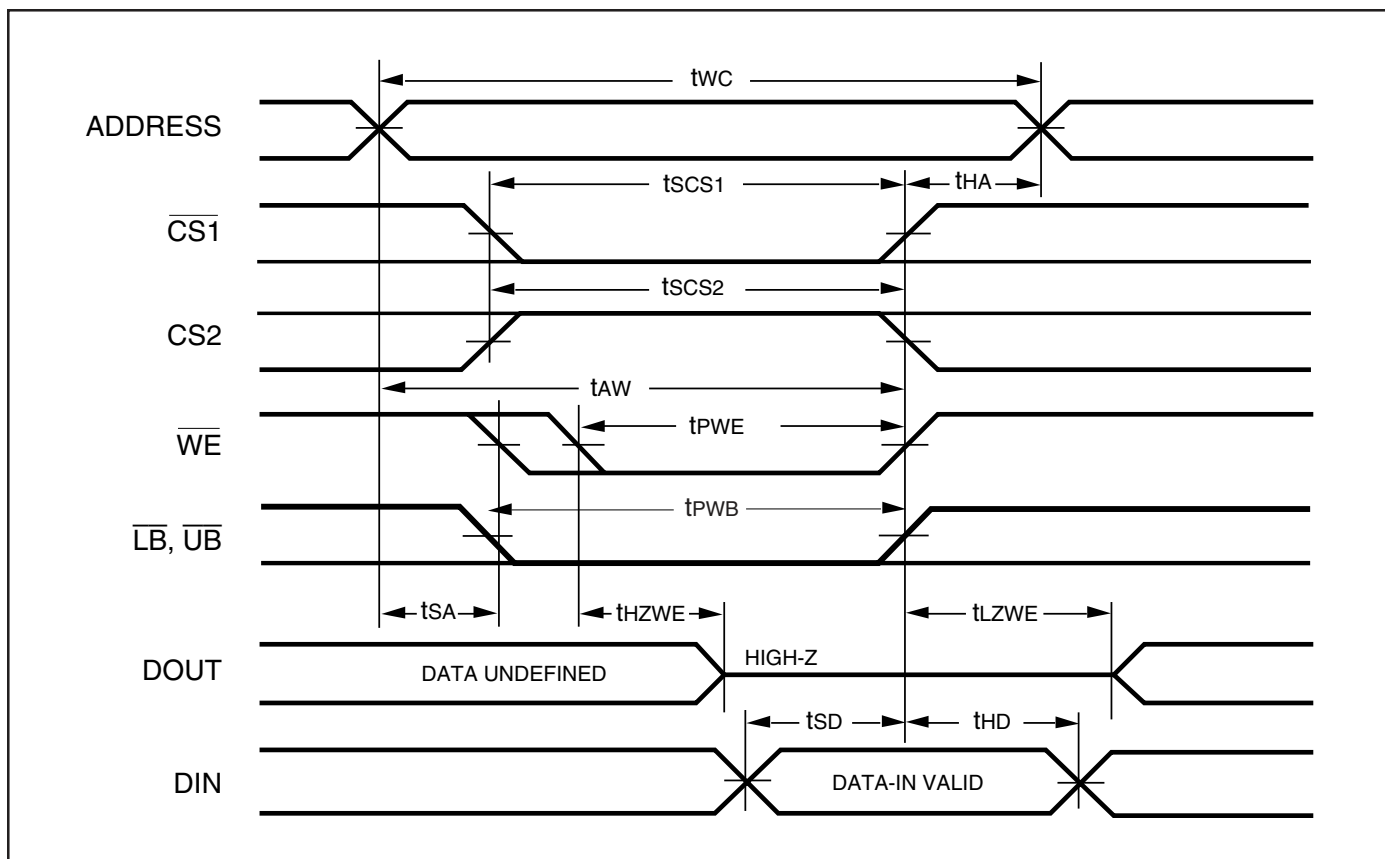 tWC
ADDRESS
tSCS1
tHA
CS1
tSCS2
CS2
tAW
WE
tPWE
tPWB
LB, UB
tSA
tHZWE
tLZWE
DOUT
DATA UNDEFINED
HIGH-Z
tSD
tHD
DIN
DATA-IN VALID